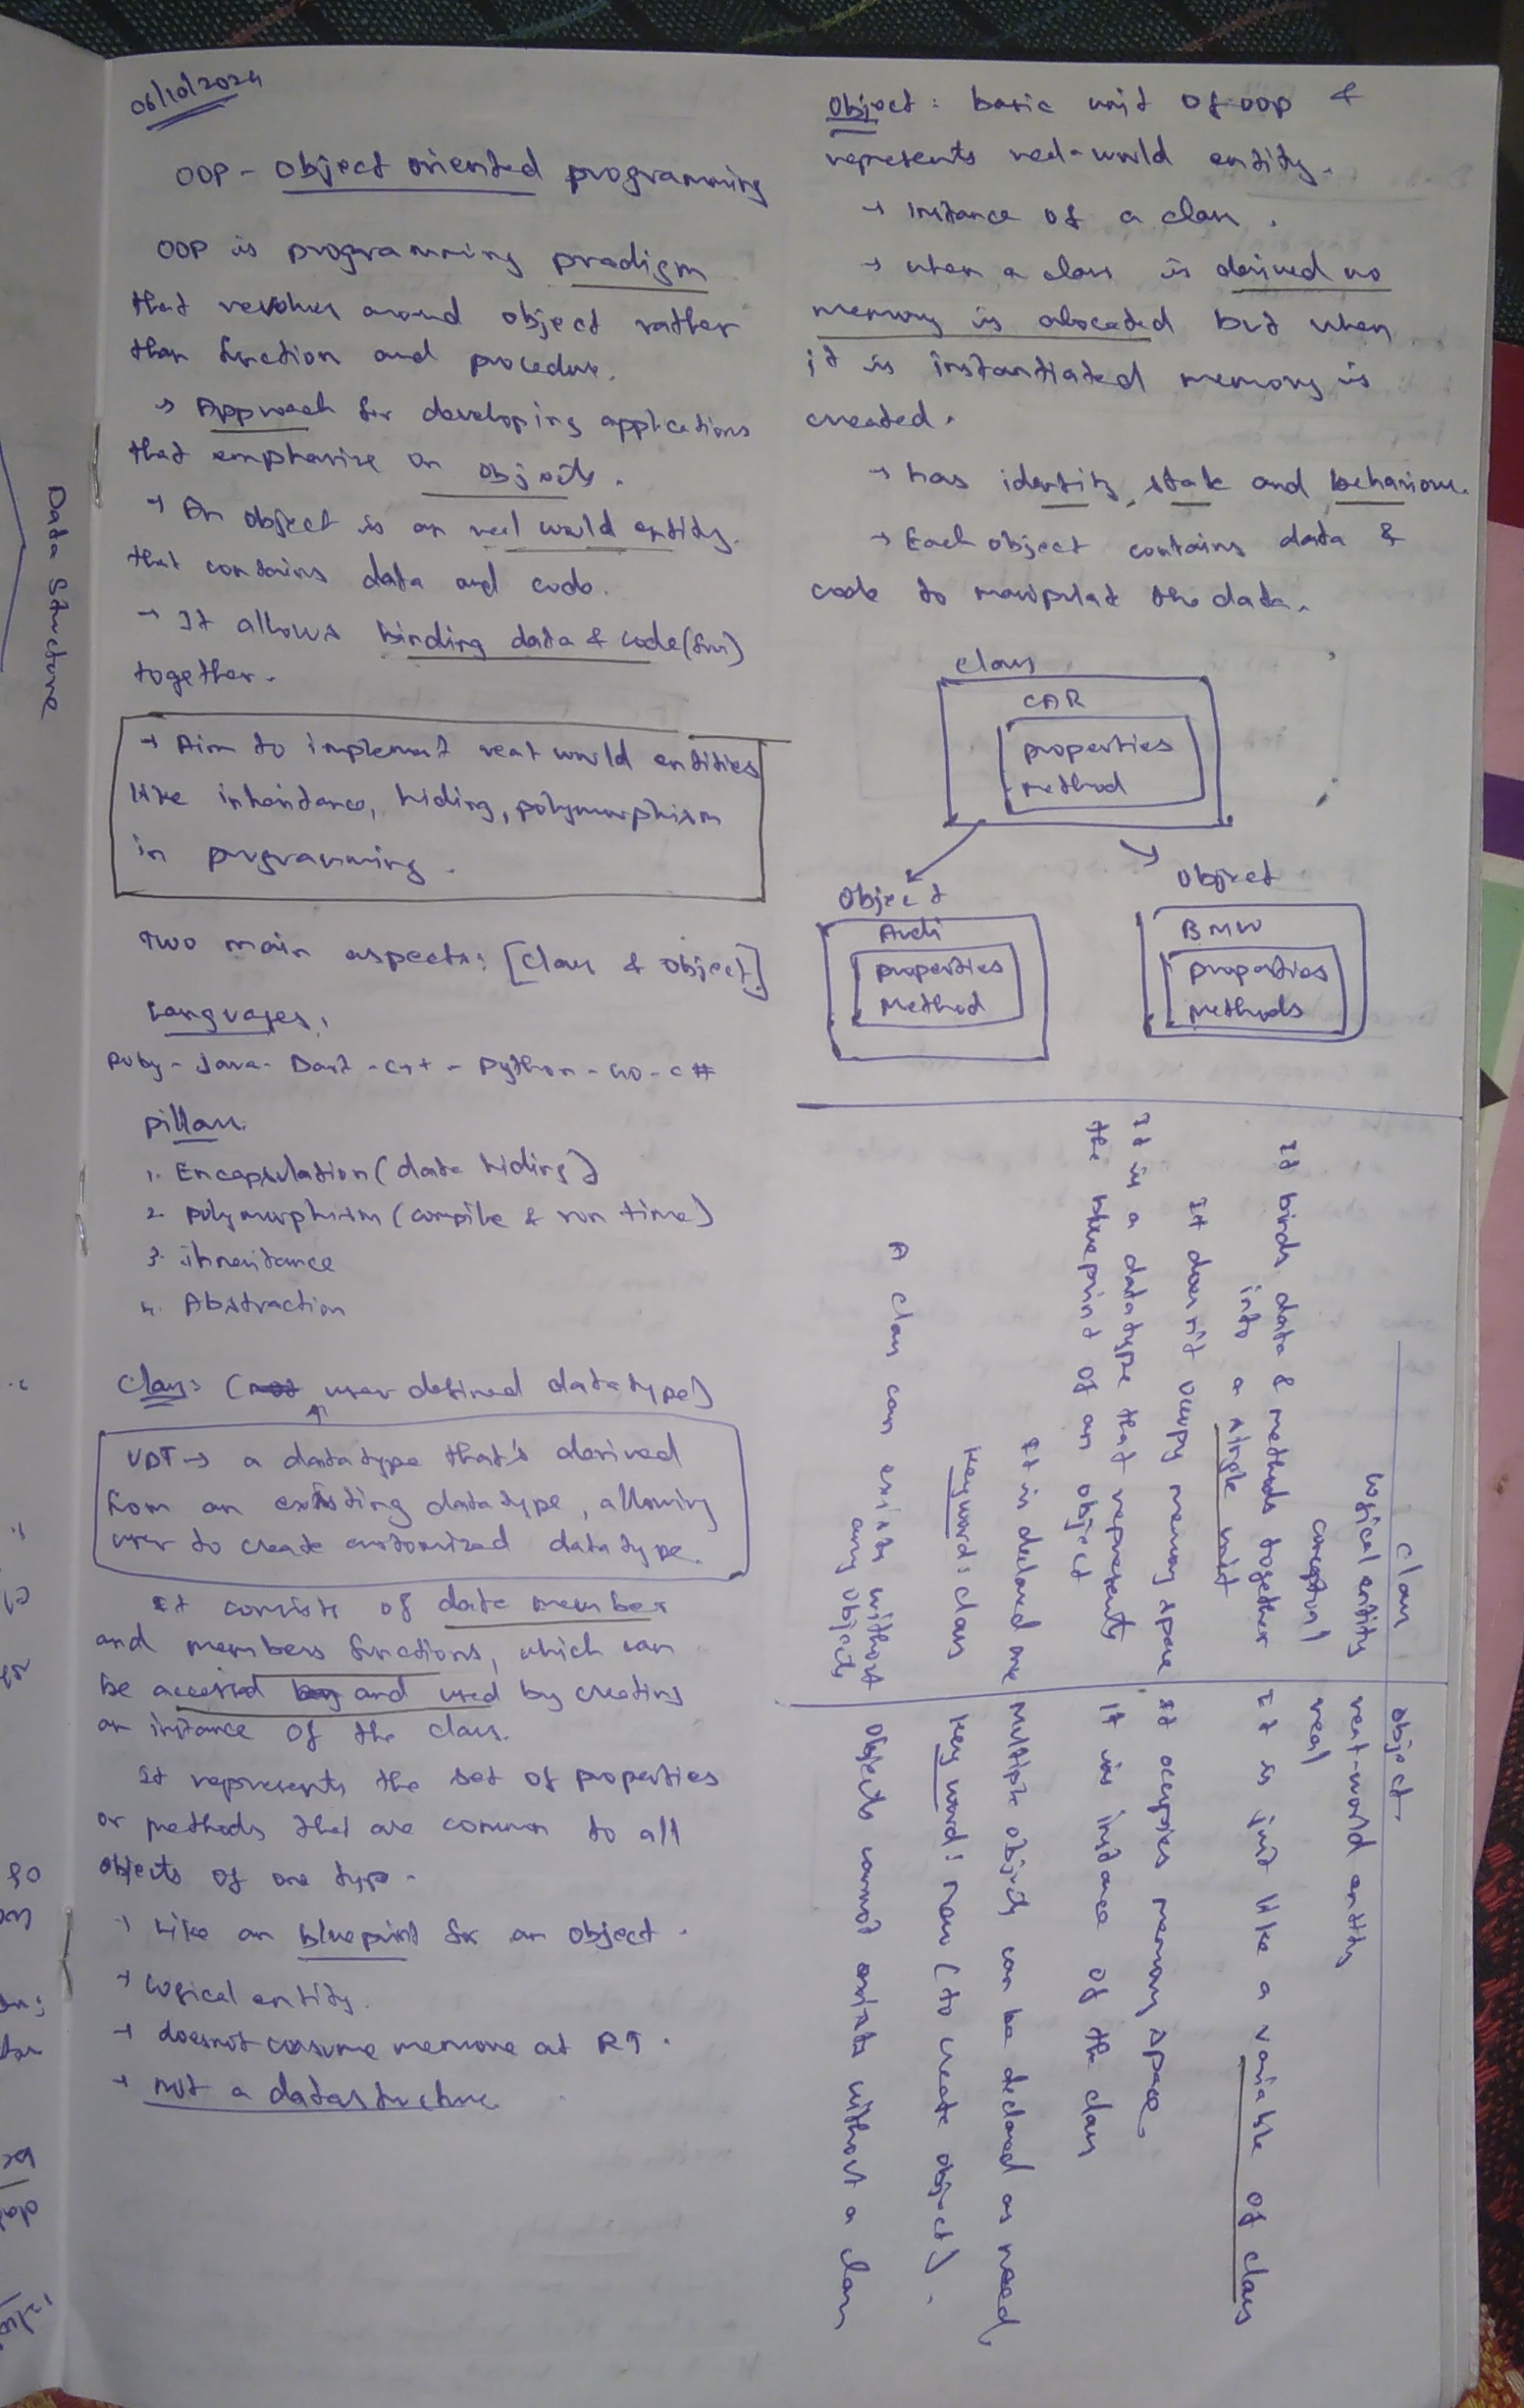 06/10/2024
OOP - Object oriented programming
OOP is programming pradigm
that revolves around object rather
than function and procedure.
→ Approach for developing applications
that emphasize on objects.
→ An object is an real world entity.
that contains data and code.
→ It allows binding data & code(fun)
together.
→ Aim to implement real world entities
like inheritance, hiding, polymorphism
in programming.
Two main aspects: [Class & Object]
Languages,
Ruby - Java - Dart - C++ - Python - GO - C#
pillars.
1. Encapsulation (data hiding)
2. polymorphism (compile & run time)
3. inheritance
4. Abstraction
Class: ( user defined datatype)
UDT → a datatype that's derived
from an existing datatype, allowing
user to create customized datatype.
It consists of data member
and members functions, which can
be accessed and used by creating
an instance of the class.
It represents the set of properties
or methods that are common to all
objects of one type.
→ Like an blueprint for an object.
→ Logical entity.
→ doesnot consume memore at RT.
→ not a datastructure
Object: basic unit of OOP &
represents real-world entity.
→ instance of a class.
→ when a class is defined no
memory is allocated but when
it is instantiated memory is
created.
→ has identity, state and behaviour.
→ Each object contains data &
code to manipulate the data.
Class
CAR
properties
method
Object
Audi
properties
Method
Object
BMW
properties
Methods
Class
Logical entity
conceptual
It binds data & methods together
into a single unit
It doesn't occupy memory space
It is a datatype that represents
the blueprint of an object
It is declared one
Keyword: class
A class can exists without
any objects
object
real-world entity
real
It is just like a variable of class
It occupies memory space.
It is instance of the class
Multiple objects can be declared as need
Keyword: new (to create object).
Objects cannot exists without a class
Data Structure